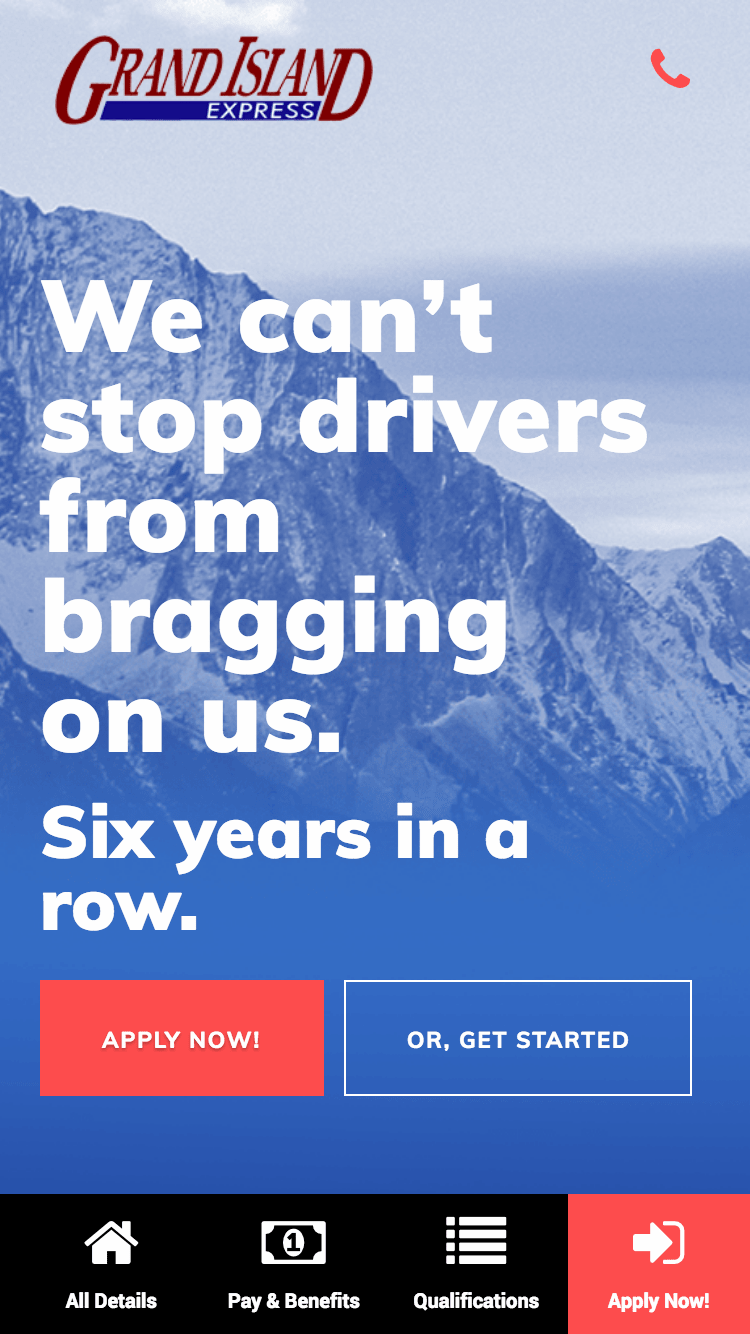 GRAND ISLAND
EXPRESS
We can’t
stop drivers
from
bragging
on us.
Six years in a
row.
APPLY NOW!
OR, GET STARTED
1
All Details
Pay & Benefits
Qualifications
Apply Now!